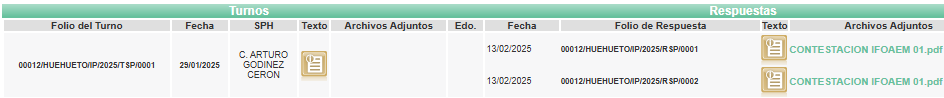 Turnos Respuestas
Folio del Turno Fecha SPH Texto Archivos Adjuntos Edo. Fecha Folio de Respuesta Texto Archivos Adjuntos
00012/HUEHUETO/IP/2025/TSP/0001 29/01/2025 C. ARTURO
GODINEZ
CERON
13/02/2025 00012/HUEHUETO/IP/2025/RSP/0001 CONTESTACION IFOAEM 01.pdf
13/02/2025 00012/HUEHUETO/IP/2025/RSP/0002 CONTESTACION IFOAEM 01.pdf